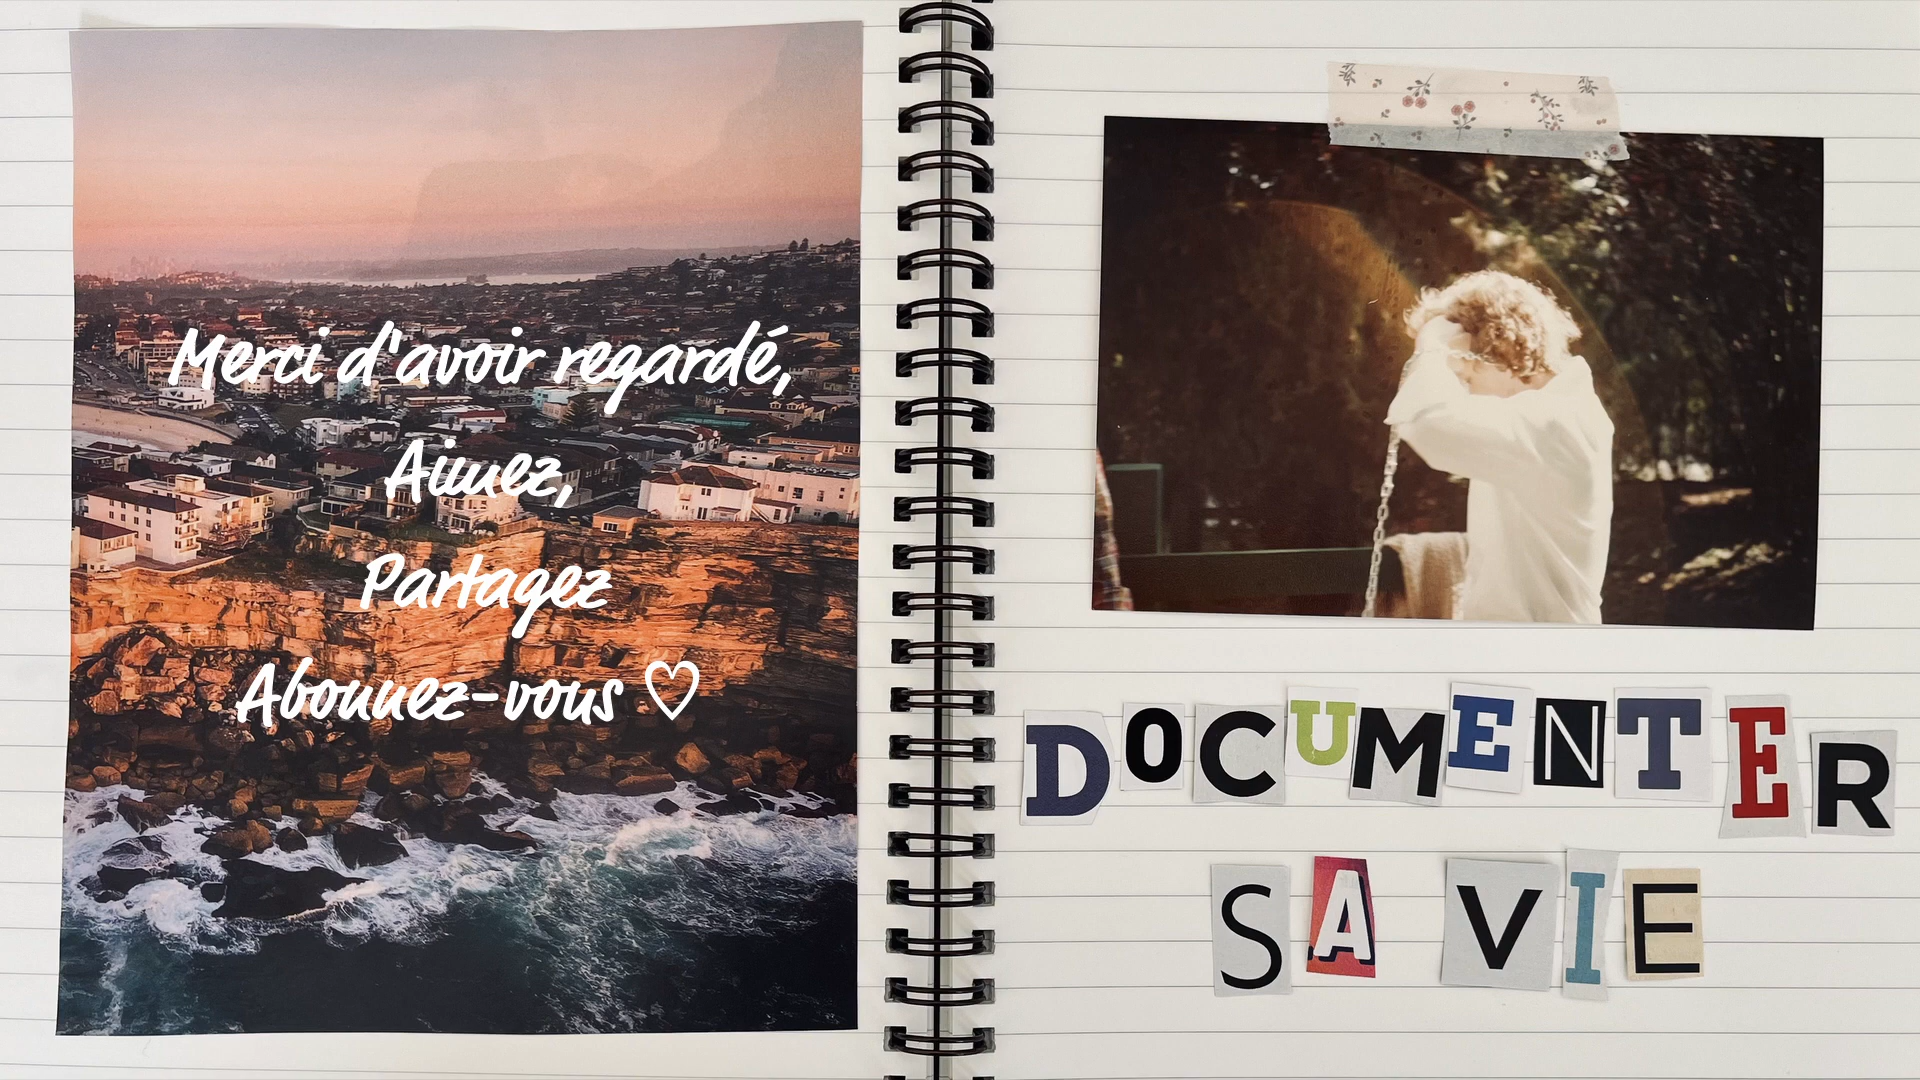 Merci d'avoir regardé,
Aimez,
Partagez
Abonnez-vous ♡
DOCUMENTER
SA VIE